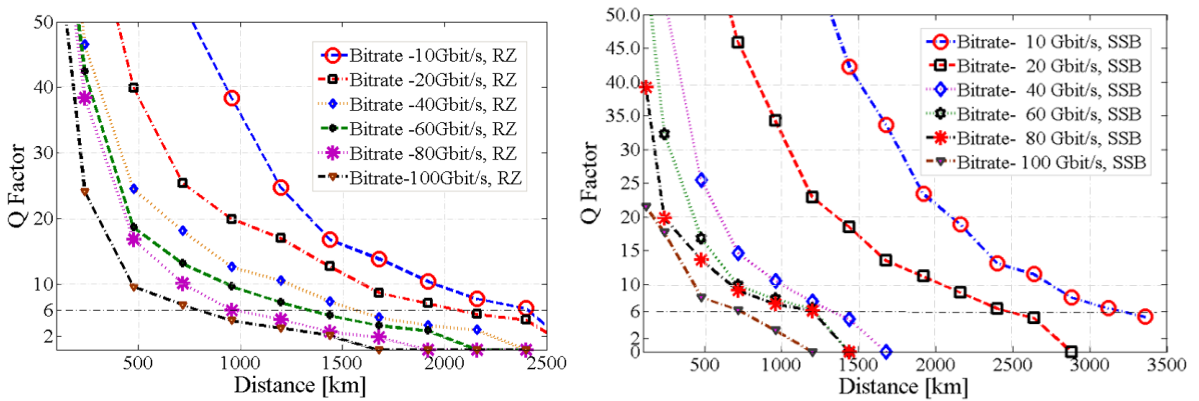 50
40
30
20
10
6
2
Q Factor
500
1000
1500
2000
2500
Distance [km]
Bitrate -10Gbit/s, RZ
Bitrate -20Gbit/s, RZ
Bitrate -40Gbit/s, RZ
Bitrate -60Gbit/s, RZ
Bitrate -80Gbit/s, RZ
Bitrate-100Gbit/s, RZ
50.0
45.0
40.0
35.0
30.0
25
20
15
10
6
2
0
Q Factor
500
1000
1500
2000
2500
3000
3500
Distance [km]
Bitrate- 10 Gbit/s, SSB
Bitrate- 20 Gbit/s, SSB
Bitrate- 40 Gbit/s, SSB
Bitrate- 60 Gbit/s, SSB
Bitrate- 80 Gbit/s, SSB
Bitrate- 100 Gbit/s, SSB